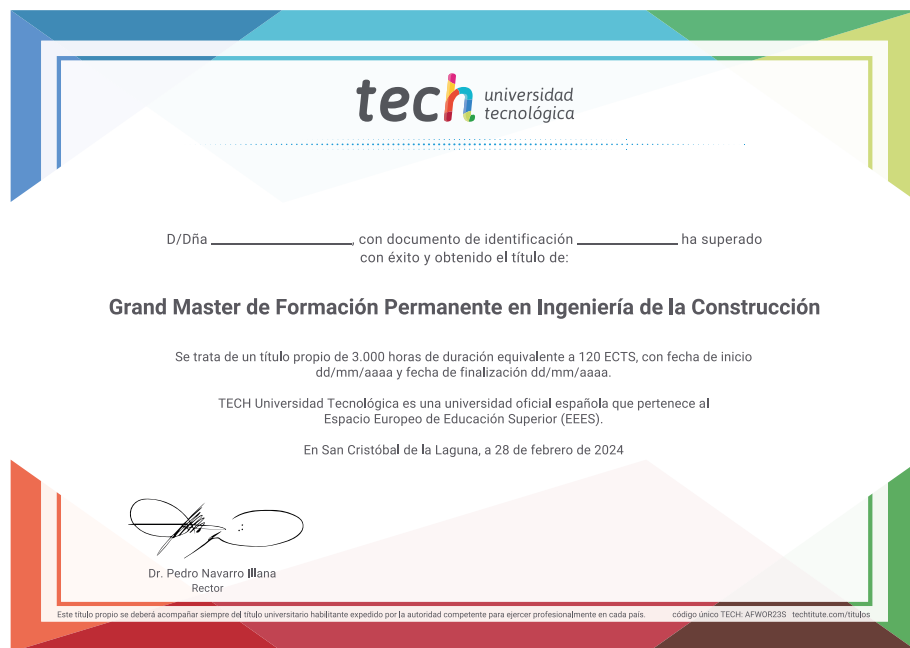 tech universidad
tecnológica
D/Dña ______________, con documento de identificación __________ ha superado
con éxito y obtenido el título de:
Grand Master de Formación Permanente en Ingeniería de la Construcción
Se trata de un título propio de 3.000 horas de duración equivalente a 120 ECTS, con fecha de inicio
dd/mm/aaaa y fecha de finalización dd/mm/aaaa.
TECH Universidad Tecnológica es una universidad oficial española que pertenece al
Espacio Europeo de Educación Superior (EEES).
En San Cristóbal de la Laguna, a 28 de febrero de 2024
Dr. Pedro Navarro Illana
Rector
Este título propio se deberá acompañar siempre del título universitario habilitante expedido por la autoridad competente para ejercer profesionalmente en cada país. código único TECH: AFWOR23S techtitute.com/titulos